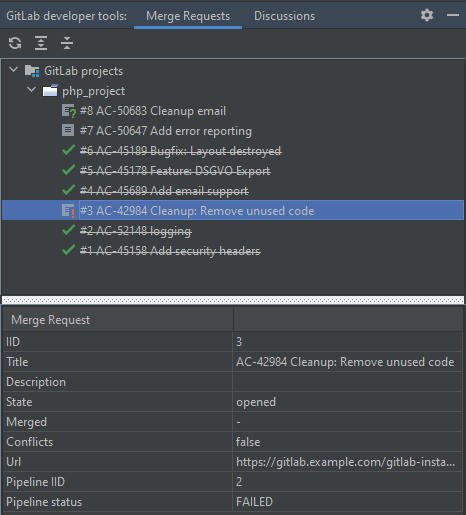 GitLab developer tools: Merge Requests Discussions
GitLab projects
php_project
#8 AC-50683 Cleanup email
#7 AC-50647 Add error reporting
#6 AC-45189 Bugfix: Layout destroyed
#5 AC-45178 Feature: DSGVO Export
#4 AC-45689 Add email support
#3 AC-42984 Cleanup: Remove unused code
#2 AC-52148 logging
#1 AC-45158 Add security headers
Merge Request
IID 3
Title AC-42984 Cleanup: Remove unused code
Description
State opened
Merged -
Conflicts false
Url https://gitlab.example.com/gitlab-insta...
Pipeline IID 2
Pipeline status FAILED